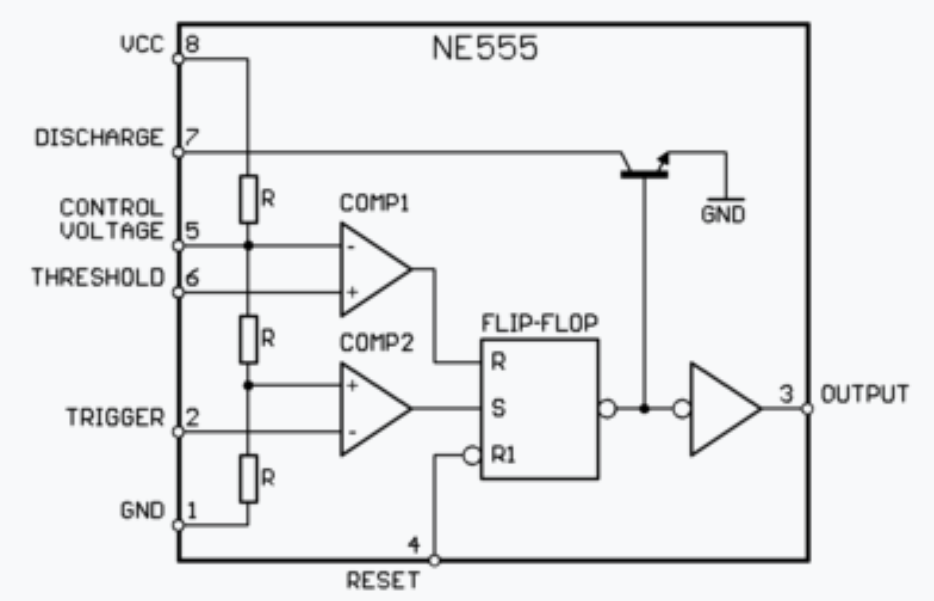 NE555
VCC 8
DISCHARGE 7
CONTROL
VOLTAGE 5
THRESHOLD 6
TRIGGER 2
GND 1
R
R
R
COMP1
-
+
COMP2
+
-
FLIP-FLOP
R
S
R1
GND
3 OUTPUT
4
RESET